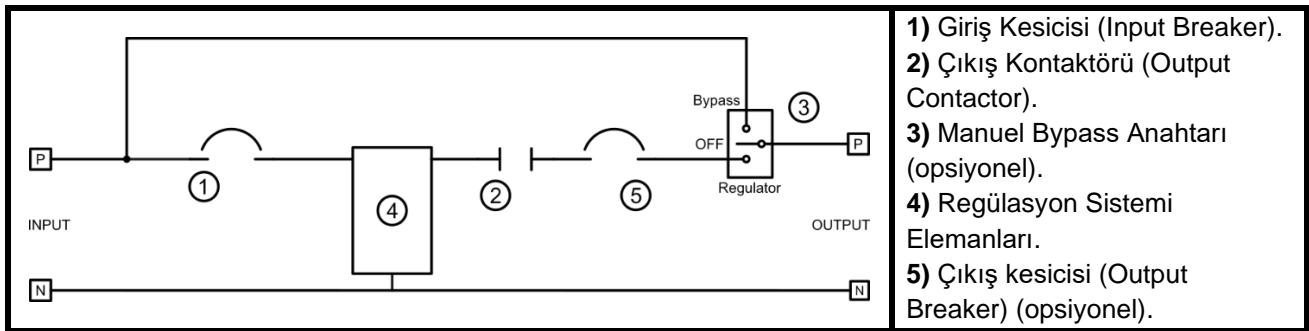 Bypass
3
P
OFF
P
1
2
5
Regulator
4
INPUT
OUTPUT
N
N
1) Giriş Kesicisi (Input Breaker).
2) Çıkış Kontaktörü (Output
Contactor).
3) Manuel Bypass Anahtarı
(opsiyonel).
4) Regülasyon Sistemi
Elemanları.
5) Çıkış kesicisi (Output
Breaker) (opsiyonel).